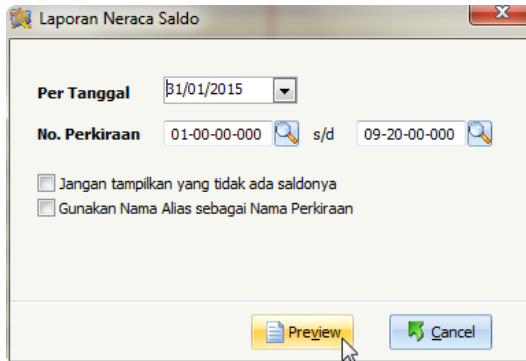 Laporan Neraca Saldo
Per Tanggal 31/01/2015
No. Perkiraan 01-00-00-000 s/d 09-20-00-000
Jangan tampilkan yang tidak ada saldonya
Gunakan Nama Alias sebagai Nama Perkiraan
Preview Cancel